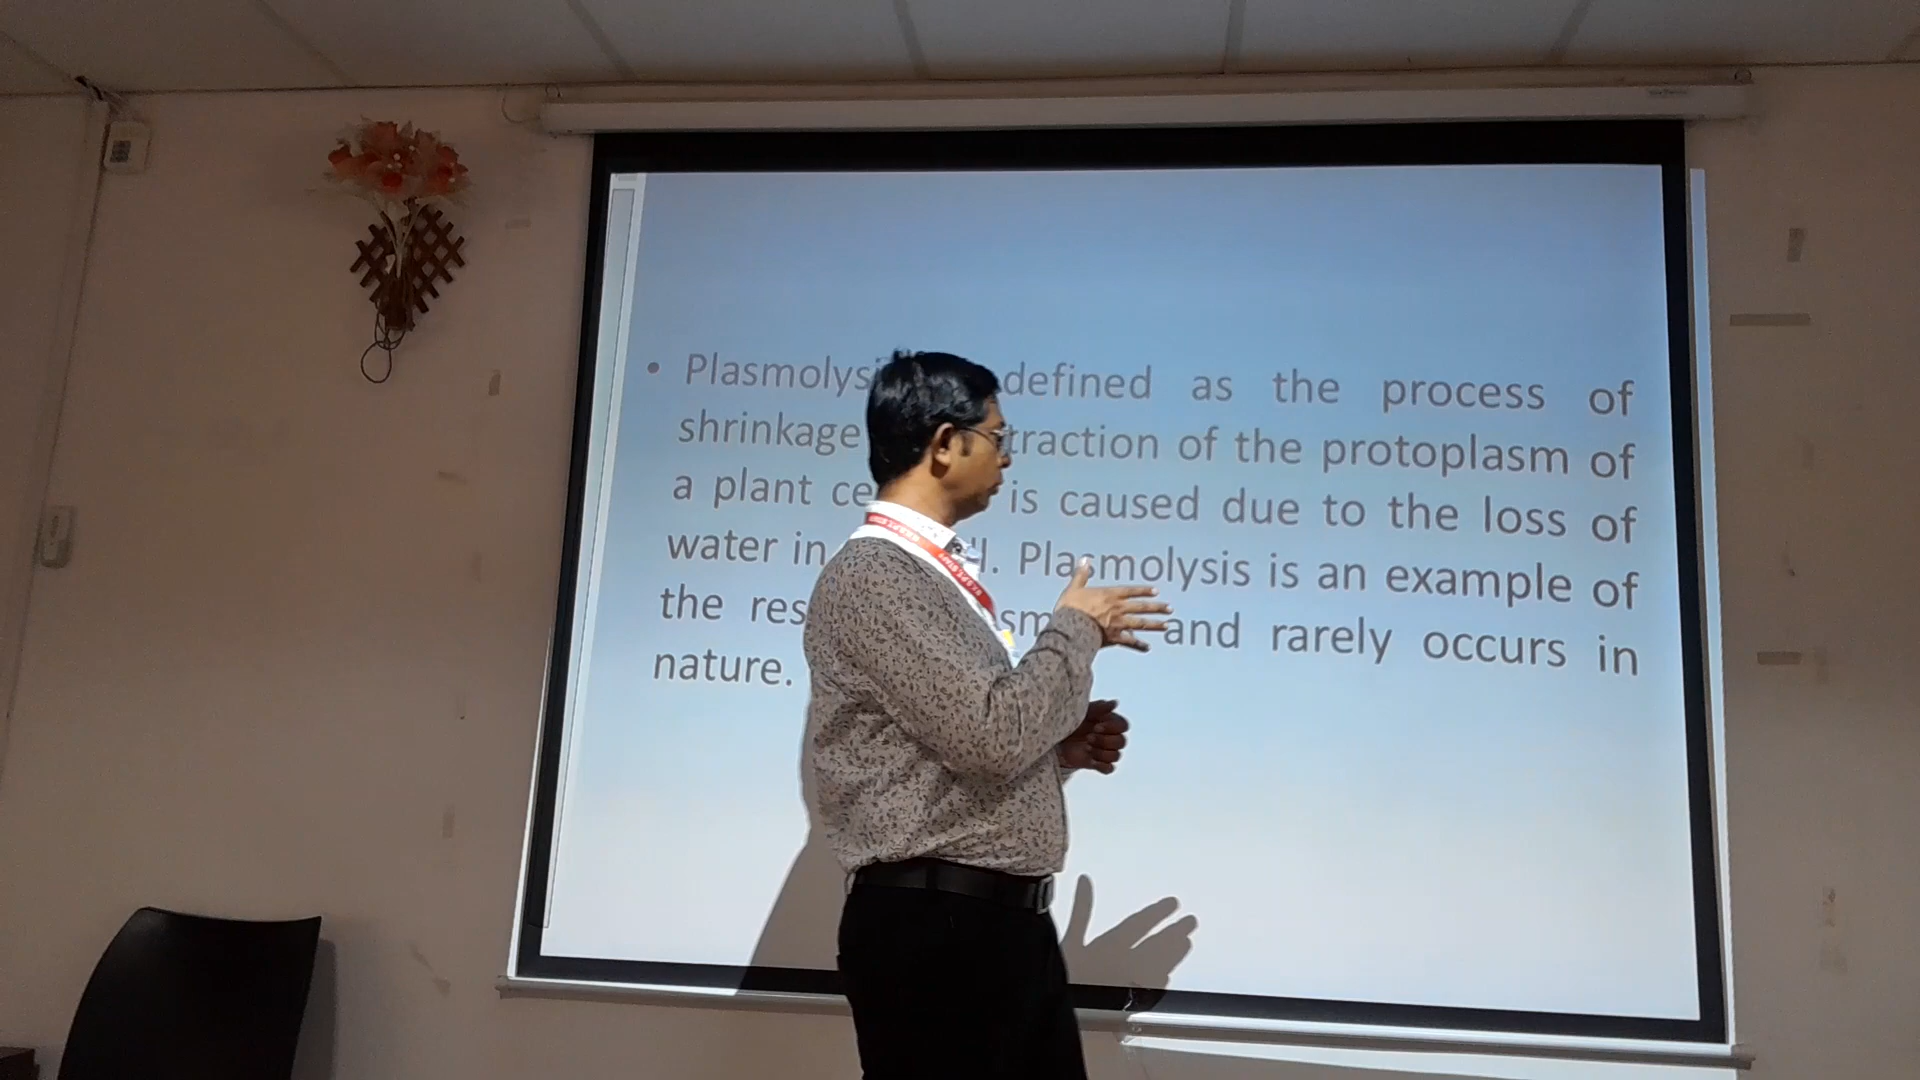 • Plasmolysi defined as the process of
shrinkage traction of the protoplasm of
a plant ce is caused due to the loss of
water in l. Plasmolysis is an example of
the res sm and rarely occurs in
nature.